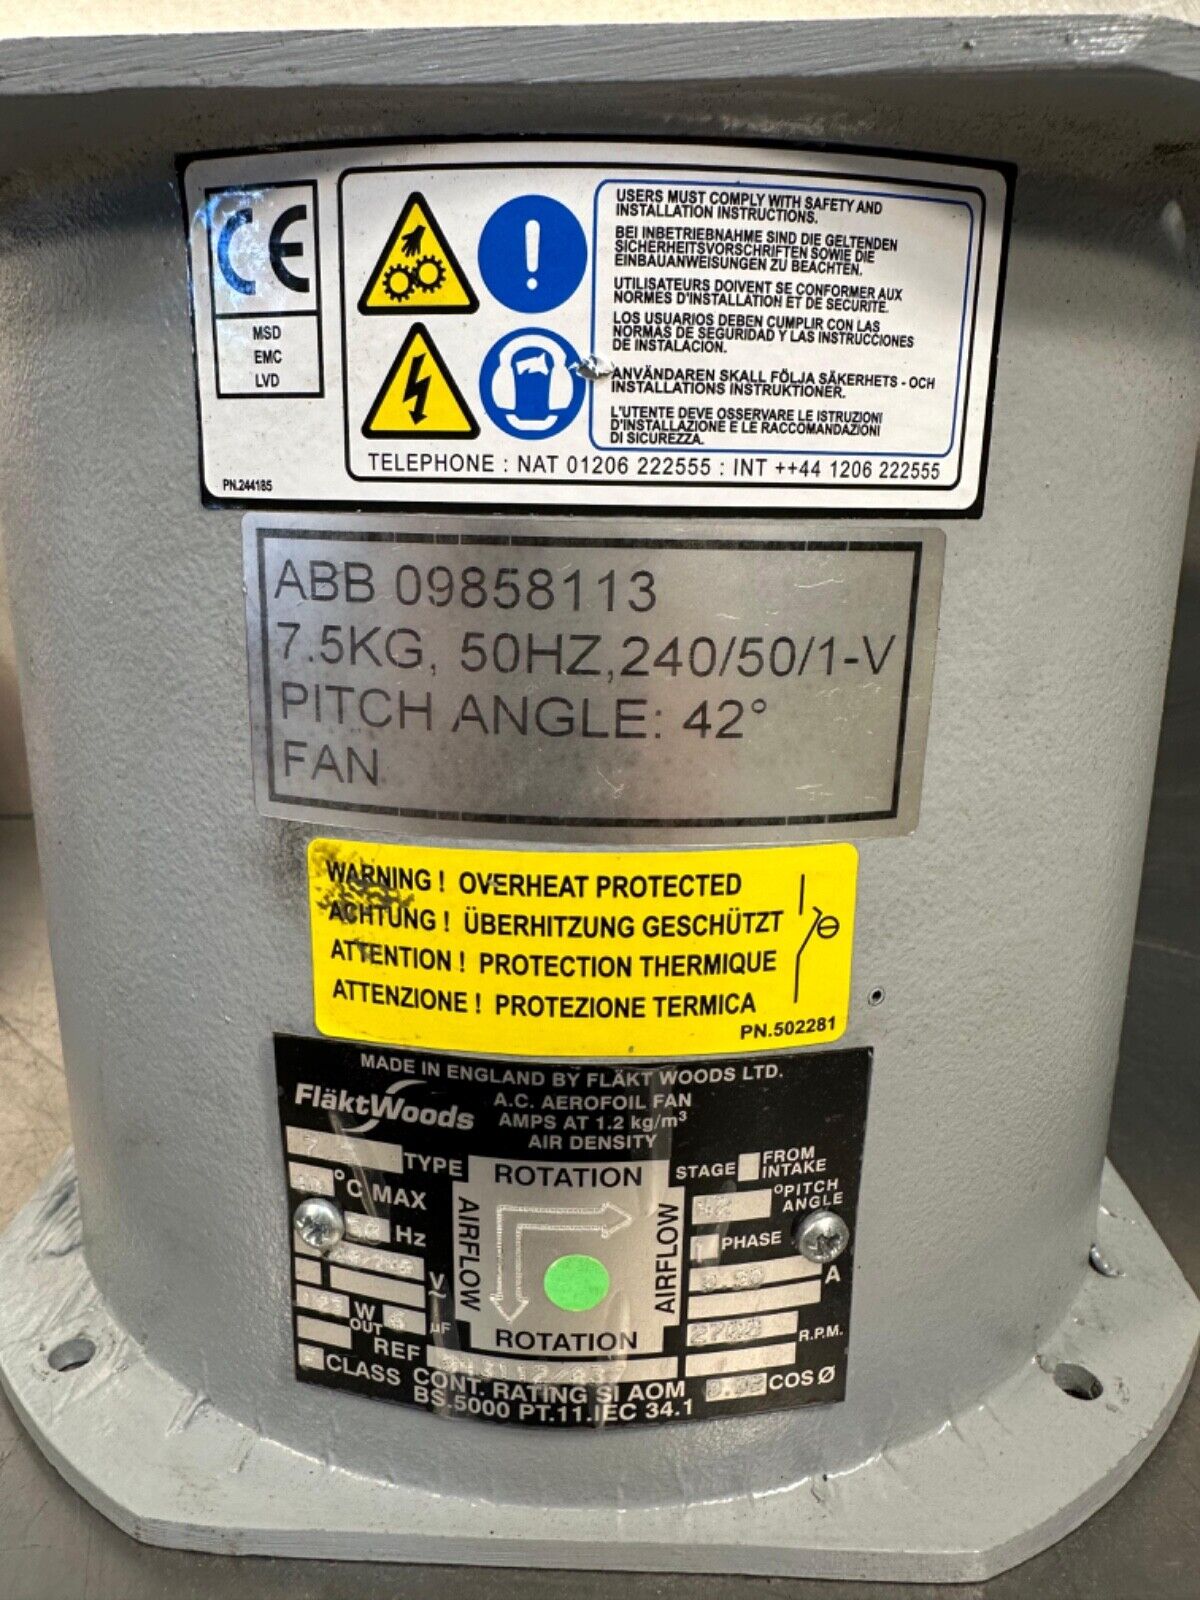 CE
MSD
EMC
LVD
PN.244185
USERS MUST COMPLY WITH SAFETY AND
INSTALLATION INSTRUCTIONS.
BEI INBETRIEBNAHME SIND DIE GELTENDEN
SICHERHEITSVORSCHRIFTEN SOWIE DIE
EINBAUANWEISUNGEN ZU BEACHTEN.
UTILISATEURS DOIVENT SE CONFORMER AUX
NORMES D'INSTALLATION ET DE SECURITE.
LOS USUARIOS DEBEN CUMPLIR CON LAS
NORMAS DE SEGURIDAD Y LAS INSTRUCCIONES
DE INSTALACION.
ANVÄNDAREN SKALL FÖLJA SÄKERHETS - OCH
INSTALLATIONS INSTRUKTIONER.
L'UTENTE DEVE OSSERVARE LE ISTRUZIONI
D'INSTALLAZIONE E LE RACCOMANDAZIONI
DI SICUREZZA.
TELEPHONE : NAT 01206 222555 : INT ++44 1206 222555
ABB 09858113
7.5KG, 50HZ,240/50/1-V
PITCH ANGLE: 42°
FAN
WARNING ! OVERHEAT PROTECTED
ACHTUNG ! ÜBERHITZUNG GESCHÜTZT
ATTENTION ! PROTECTION THERMIQUE
ATTENZIONE ! PROTEZIONE TERMICA
PN.502281
MADE IN ENGLAND BY FLÄKT WOODS LTD.
FläktWoods
A.C. AEROFOIL FAN
AMPS AT 1.2 kg/m³
AIR DENSITY
TYPE
°C MAX
Hz
V
~
W
OUT
µF
REF
CLASS
ROTATION
AIRFLOW
AIRFLOW
ROTATION
STAGE
FROM
INTAKE
42 °PITCH
ANGLE
1 PHASE
A
2700 R.P.M.
COS Ø
CONT. RATING SI AOM
BS.5000 PT.11.IEC 34.1